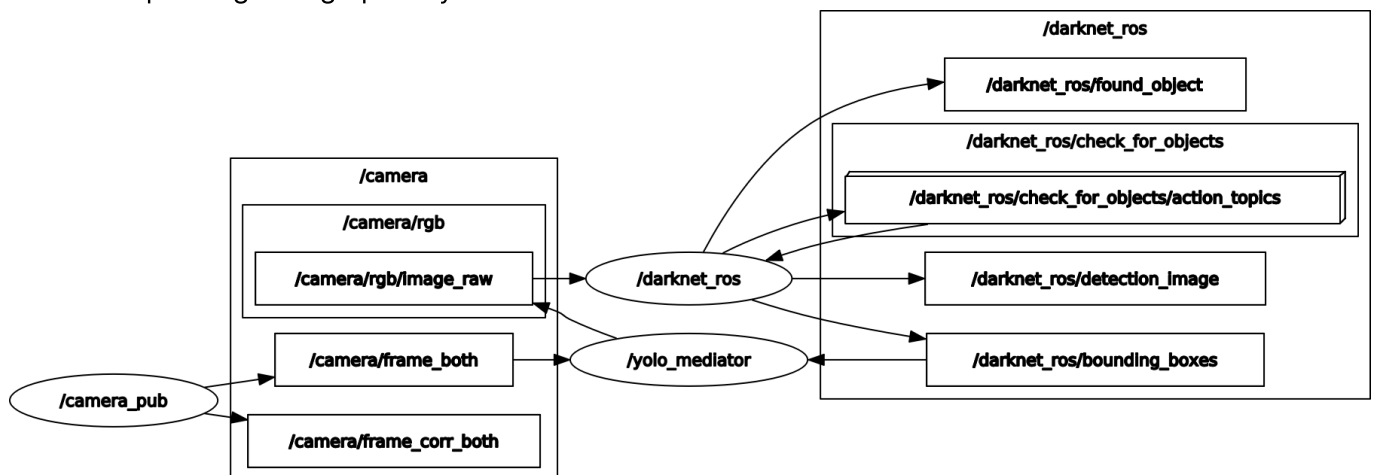 /darknet_ros
/darknet_ros/found_object
/darknet_ros/check_for_objects
/camera
/darknet_ros/check_for_objects/action_topics
/camera/rgb
/camera/rgb/image_raw
/darknet_ros
/darknet_ros/detection_image
/camera/frame_both
/yolo_mediator
/darknet_ros/bounding_boxes
/camera_pub
/camera/frame_corr_both